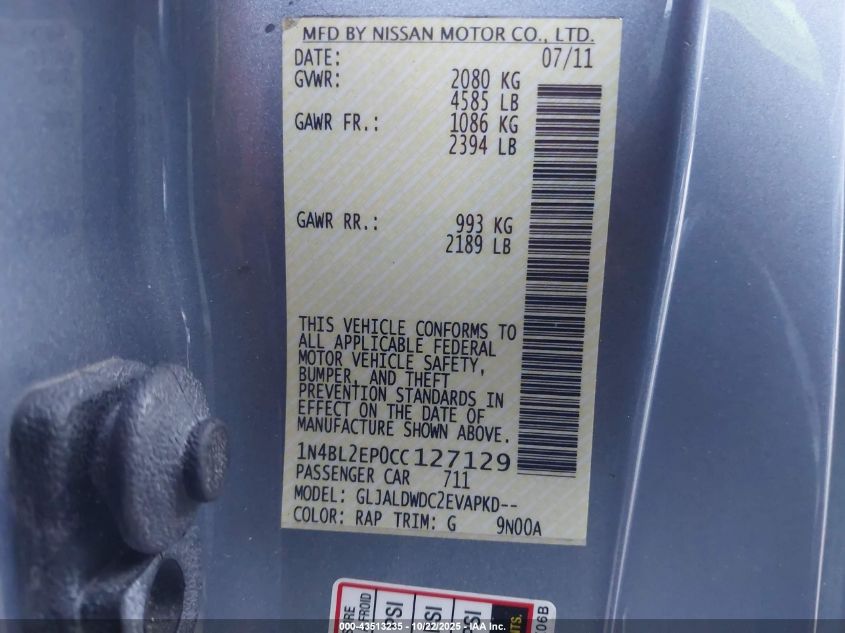 MFD BY NISSAN MOTOR CO., LTD.
DATE: 07/11
GVWR: 2080 KG
4585 LB
GAWR FR.: 1086 KG
2394 LB
GAWR RR.: 993 KG
2189 LB
THIS VEHICLE CONFORMS TO
ALL APPLICABLE FEDERAL
MOTOR VEHICLE SAFETY,
BUMPER, AND THEFT
PREVENTION STANDARDS IN
EFFECT ON THE DATE OF
MANUFACTURE SHOWN ABOVE.
1N4BL2EP0CC127129
PASSENGER CAR 711
MODEL: GLJALDWDC2EVAPKD--
COLOR: RAP TRIM: G 9N00A
000-43513235 - 10/22/2025 - IAA, Inc.